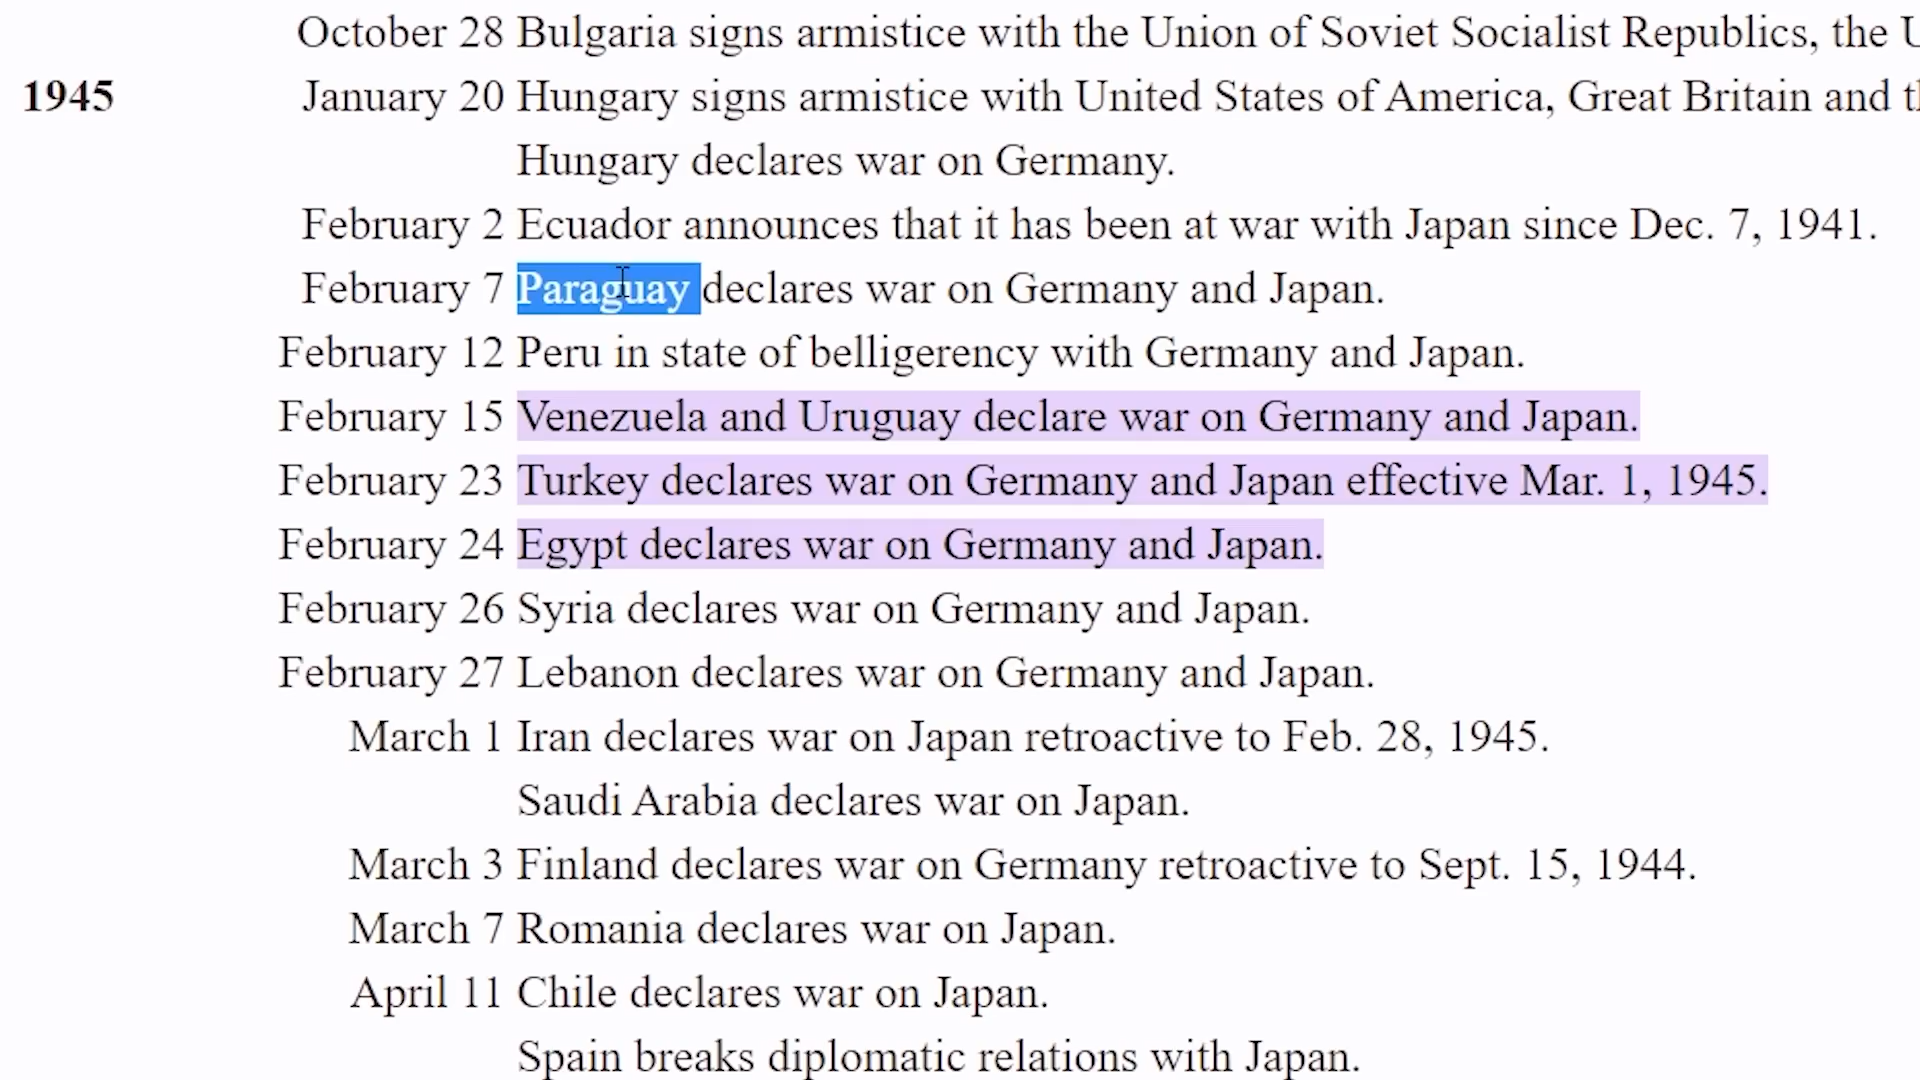 October 28 Bulgaria signs armistice with the Union of Soviet Socialist Republics, the
1945 January 20 Hungary signs armistice with United States of America, Great Britain and
Hungary declares war on Germany.
February 2 Ecuador announces that it has been at war with Japan since Dec. 7, 1941.
February 7 Paraguay declares war on Germany and Japan.
February 12 Peru in state of belligerency with Germany and Japan.
February 15 Venezuela and Uruguay declare war on Germany and Japan.
February 23 Turkey declares war on Germany and Japan effective Mar. 1, 1945.
February 24 Egypt declares war on Germany and Japan.
February 26 Syria declares war on Germany and Japan.
February 27 Lebanon declares war on Germany and Japan.
March 1 Iran declares war on Japan retroactive to Feb. 28, 1945.
Saudi Arabia declares war on Japan.
March 3 Finland declares war on Germany retroactive to Sept. 15, 1944.
March 7 Romania declares war on Japan.
April 11 Chile declares war on Japan.
Spain breaks diplomatic relations with Japan.